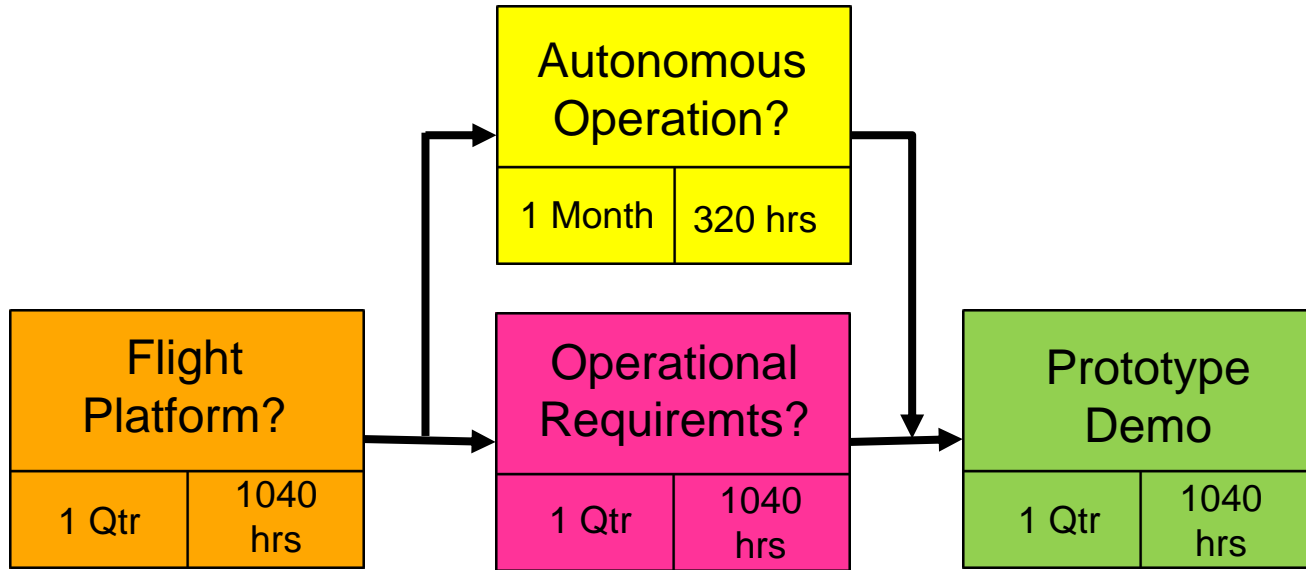 Autonomous
Operation?
1 Month
320 hrs
Flight
Platform?
1 Qtr
1040
hrs
Operational
Requiremts?
1 Qtr
1040
hrs
Prototype
Demo
1 Qtr
1040
hrs